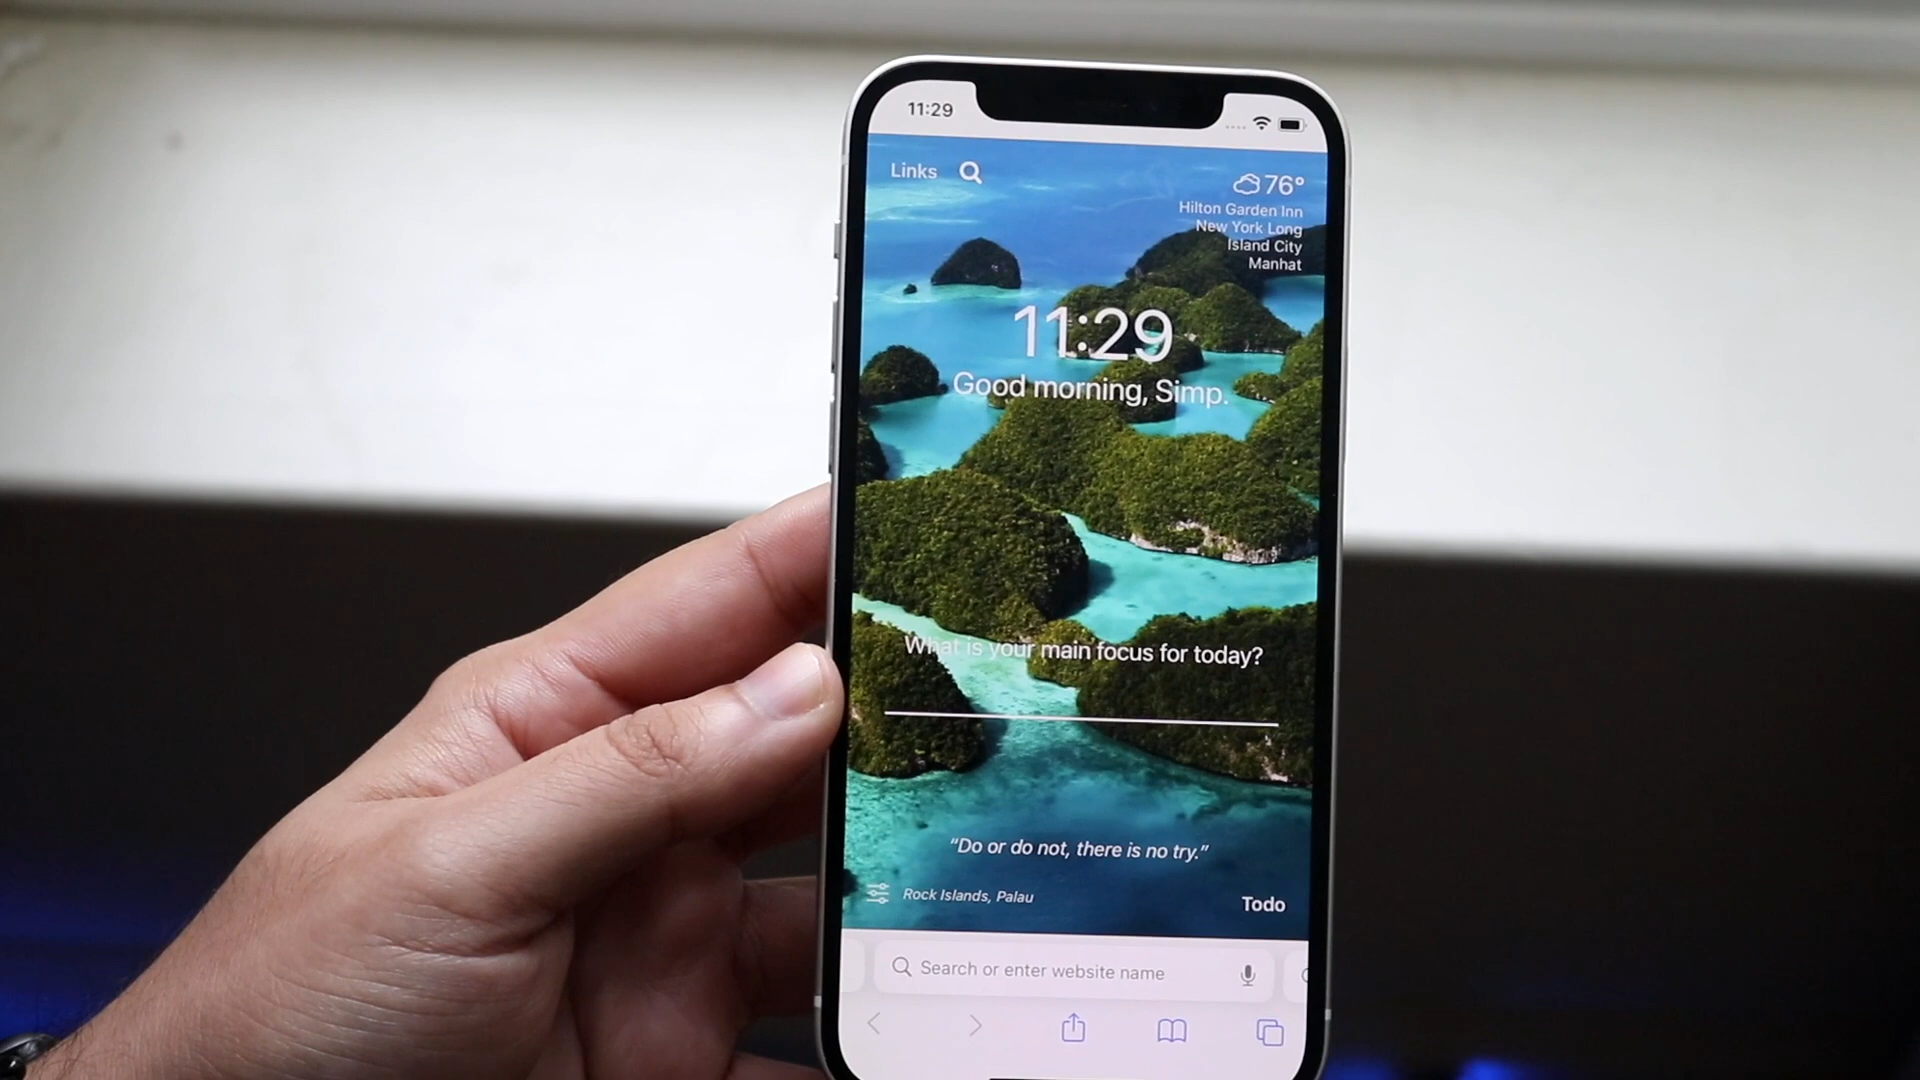 11:29
Links
76°
Hilton Garden Inn
New York Long
Island City
Manhat
11:29
Good morning, Simp.
What is your main focus for today?
"Do or do not, there is no try."
Rock Islands, Palau
Todo
Search or enter website name